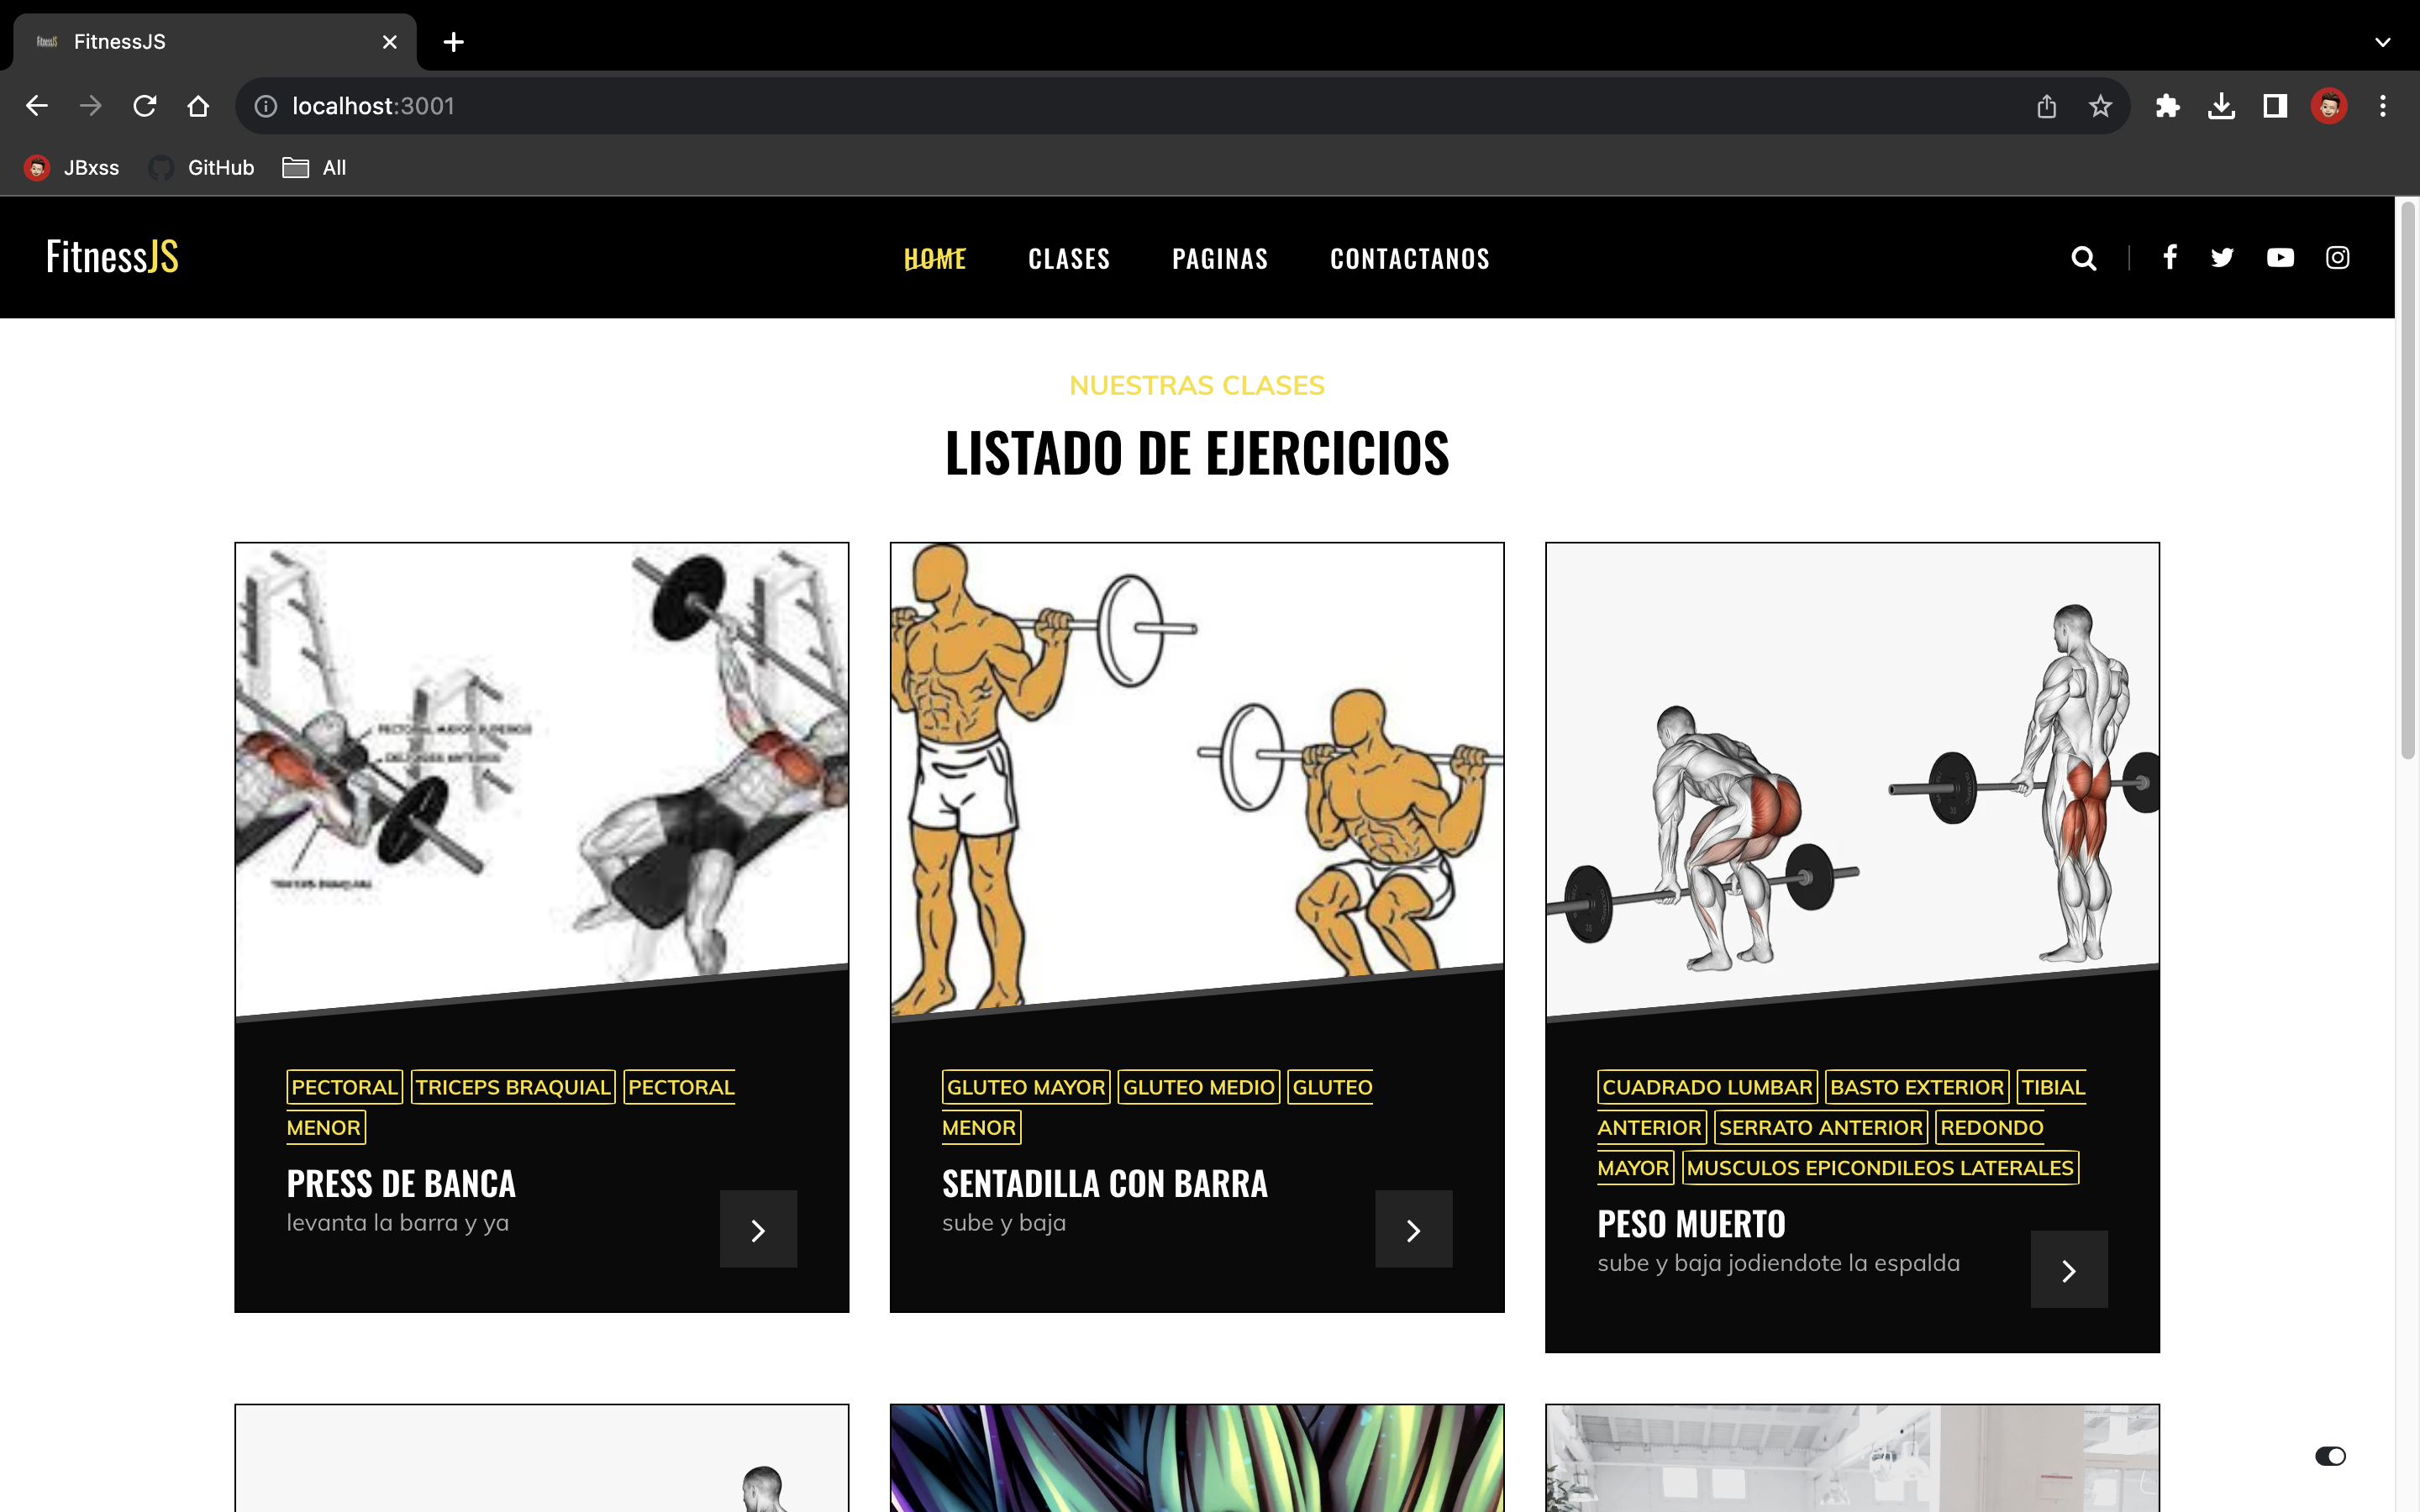 FitnessJS
localhost:3001
JBxss GitHub All
FitnessJS
HOME CLASES PAGINAS CONTACTANOS
NUESTRAS CLASES
LISTADO DE EJERCICIOS
PECTORAL TRICEPS BRAQUIAL PECTORAL
MENOR
PRESS DE BANCA
levanta la barra y ya
GLUTEO MAYOR GLUTEO MEDIO GLUTEO
MENOR
SENTADILLA CON BARRA
sube y baja
CUADRADO LUMBAR BASTO EXTERIOR TIBIAL
ANTERIOR SERRATO ANTERIOR REDONDO
MAYOR MUSCULOS EPICONDILEOS LATERALES
PESO MUERTO
sube y baja jodiendote la espalda